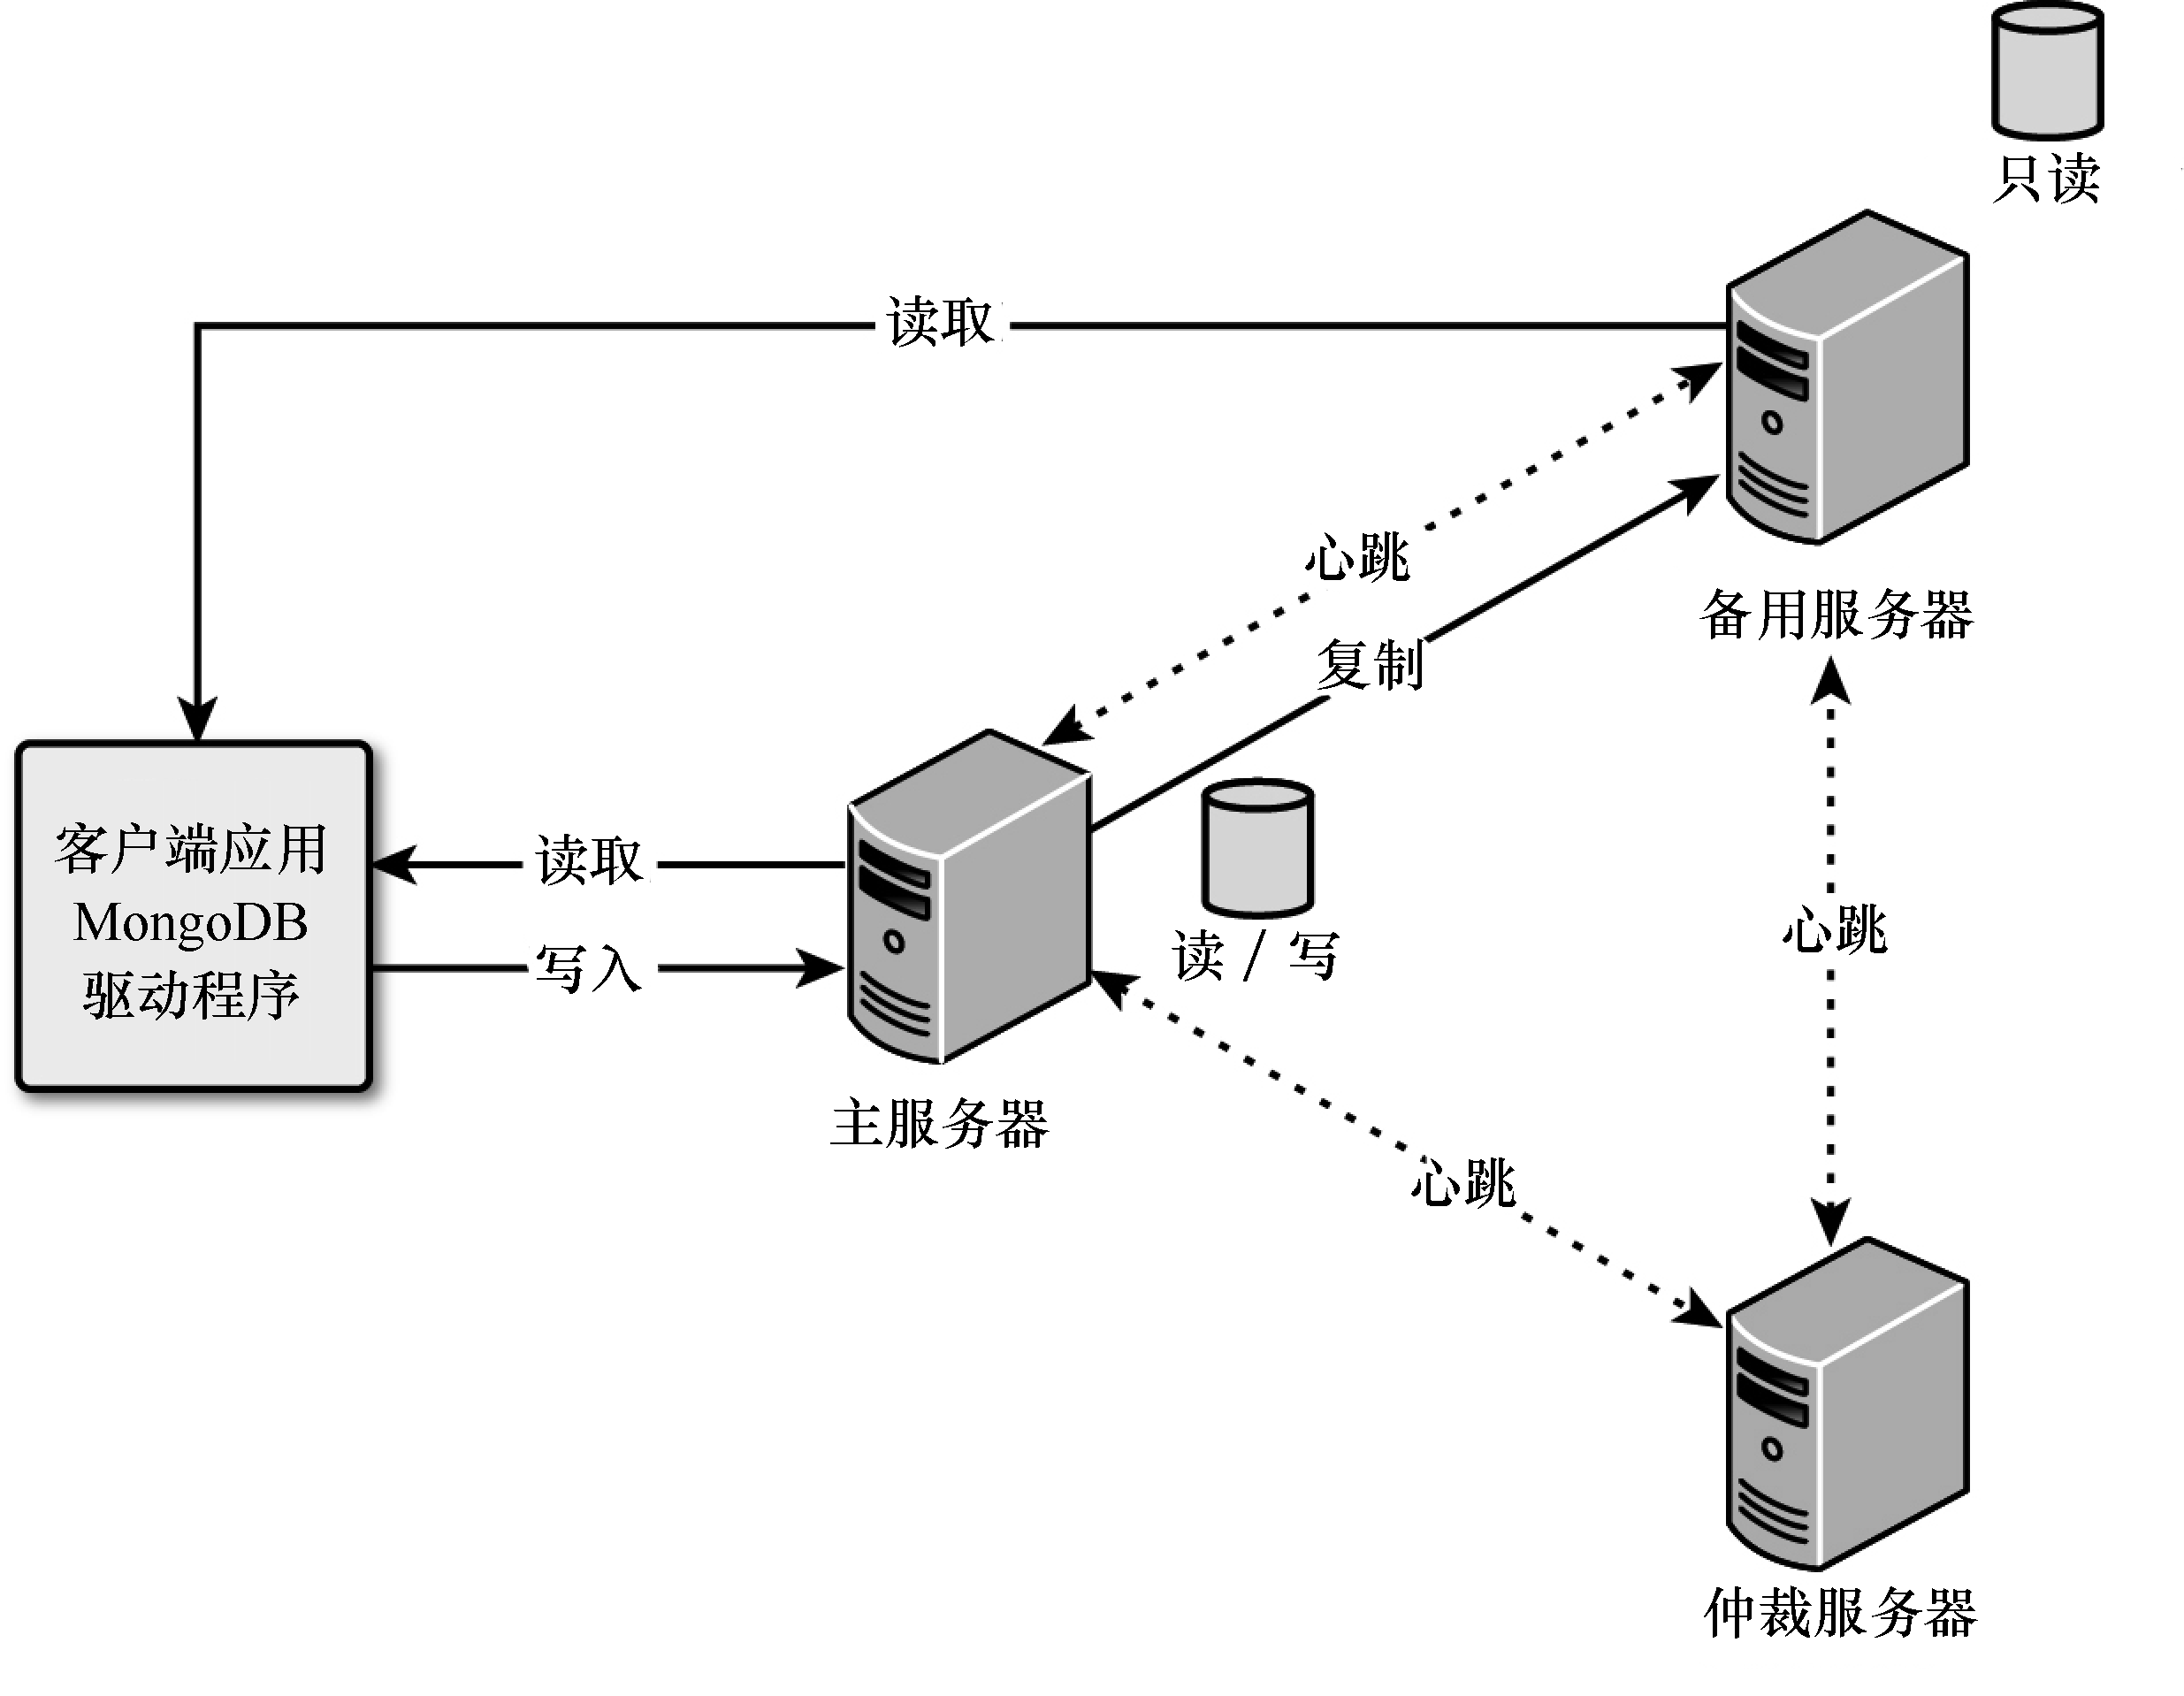 只读
读取
心跳
备用服务器
复制
客户端应用
MongoDB
驱动程序
读取
写入
读 / 写
心跳
主服务器
心跳
仲裁服务器